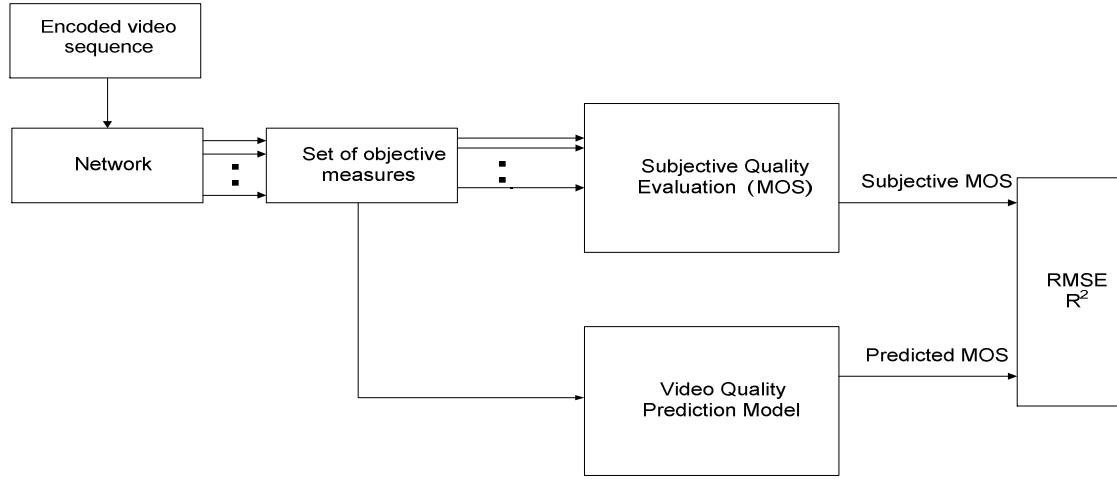 Encoded video
sequence
Network
Set of objective
measures
Subjective Quality
Evaluation (MOS)
Subjective MOS
RMSE
R²
Predicted MOS
Video Quality
Prediction Model